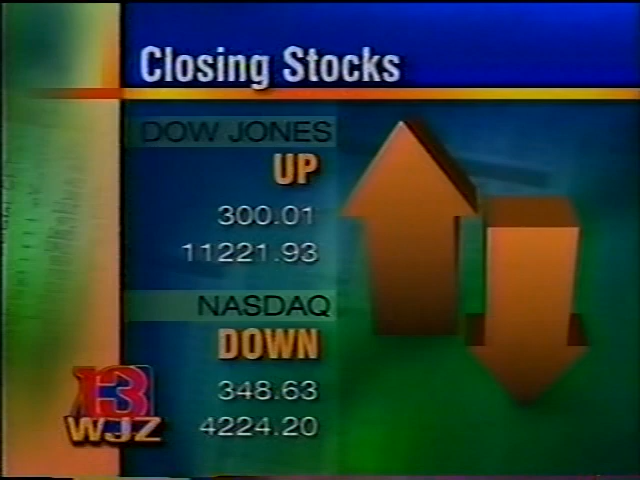 Closing Stocks
DOW JONES
UP
300.01
11221.93
NASDAQ
DOWN
348.63
4224.20
13
WJZ